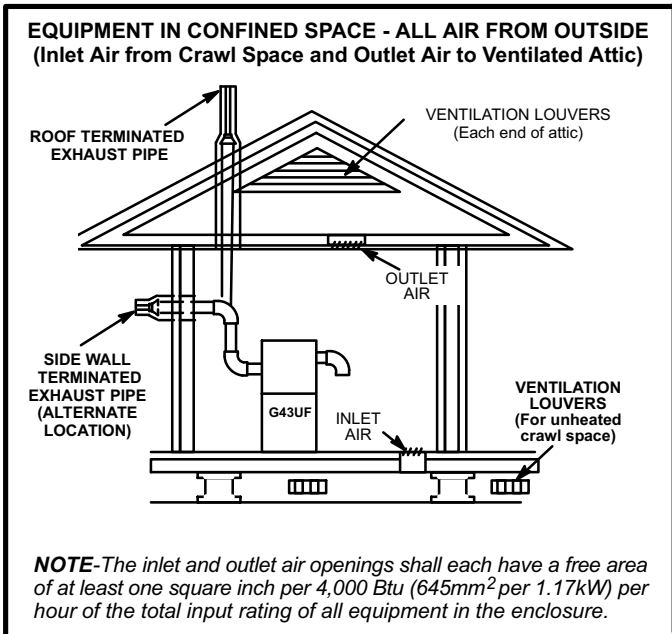 EQUIPMENT IN CONFINED SPACE - ALL AIR FROM OUTSIDE
(Inlet Air from Crawl Space and Outlet Air to Ventilated Attic)
ROOF TERMINATED
EXHAUST PIPE
VENTILATION LOUVERS
(Each end of attic)
OUTLET
AIR
SIDE WALL
TERMINATED
EXHAUST PIPE
(ALTERNATE
LOCATION)
G43UF
INLET
AIR
VENTILATION
LOUVERS
(For unheated
crawl space)
NOTE-The inlet and outlet air openings shall each have a free area
of at least one square inch per 4,000 Btu (645mm² per 1.17kW) per
hour of the total input rating of all equipment in the enclosure.